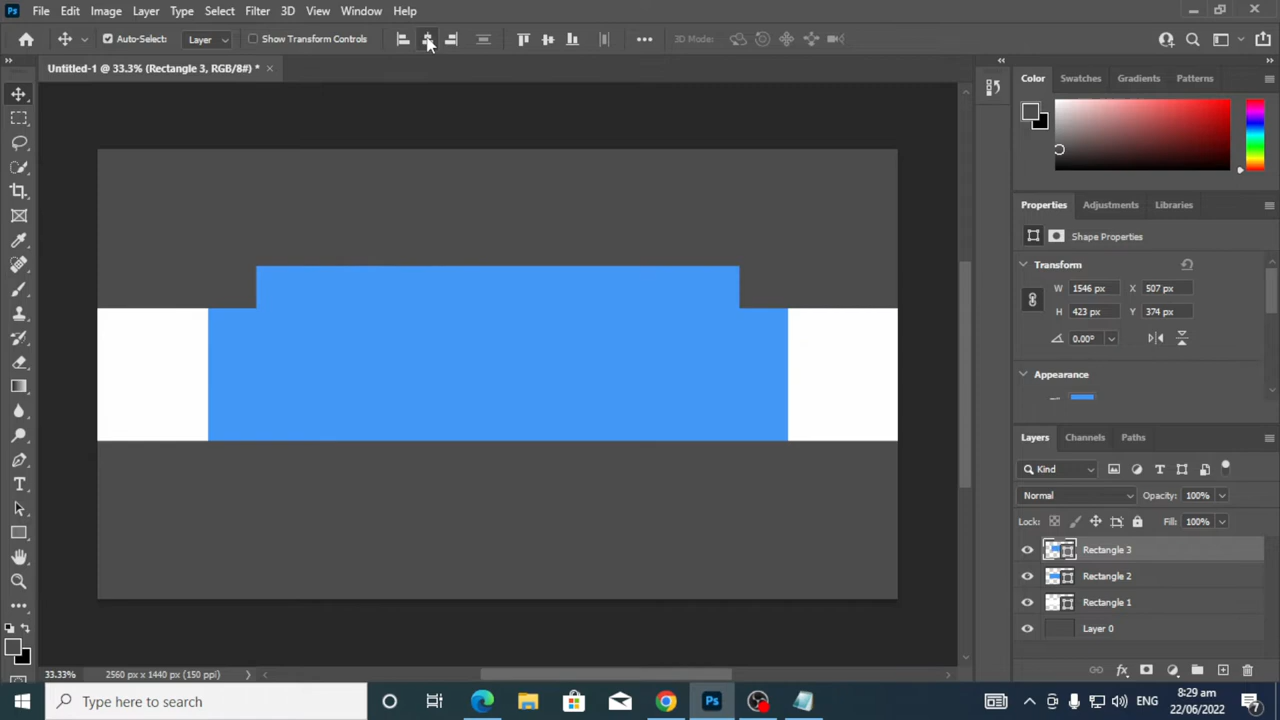 Ps File Edit Image Layer Type Select Filter 3D View Window Help
Auto-Select: Layer Show Transform Controls 3D Mode:
Untitled-1 @ 33.3% (Rectangle 3, RGB/8#) *
Color Swatches Gradients Patterns
Properties Adjustments Libraries
Shape Properties
Transform
W 1546 px X 507 px
H 423 px Y 374 px
0.00°
Appearance
Layers Channels Paths
Kind
Normal Opacity: 100%
Lock: Fill: 100%
Rectangle 3
Rectangle 2
Rectangle 1
Layer 0
33.33% 2560 px x 1440 px (150 ppi)
Type here to search
Ps
ENG
8:29 am
22/06/2022
7